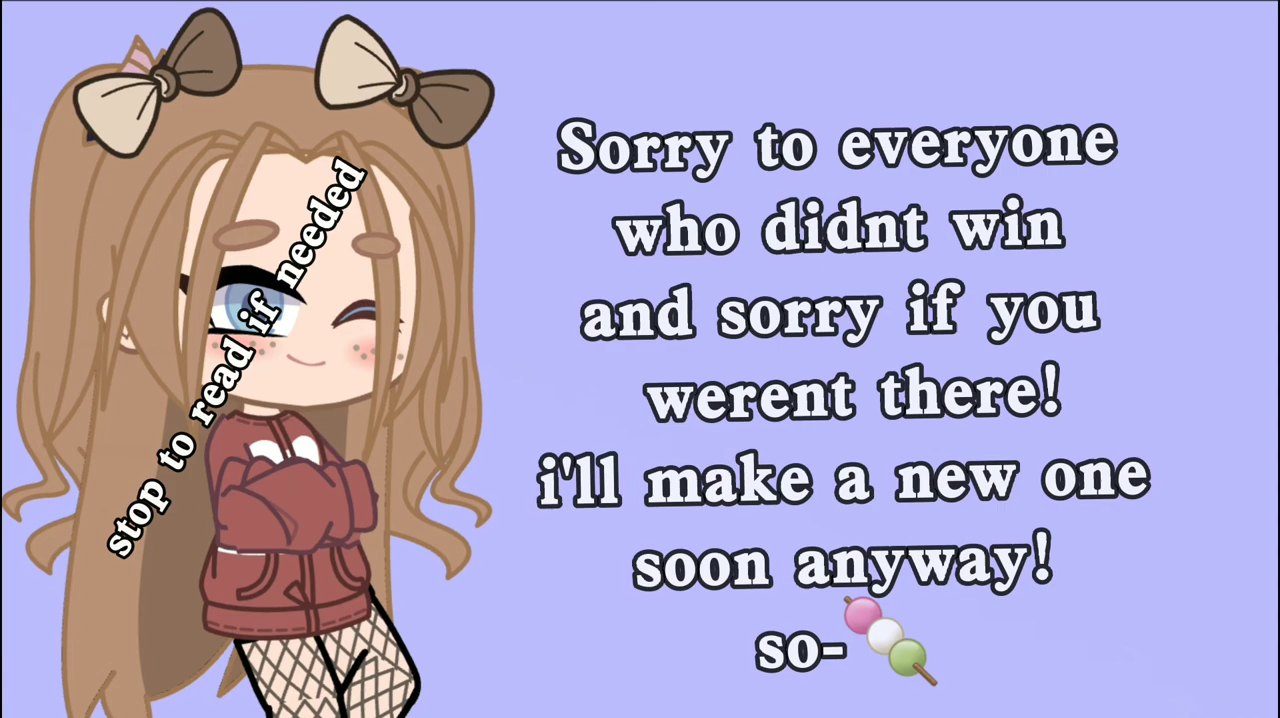 stop to read if needed
Sorry to everyone
who didnt win
and sorry if you
werent there!
i'll make a new one
soon anyway!
so-🍡